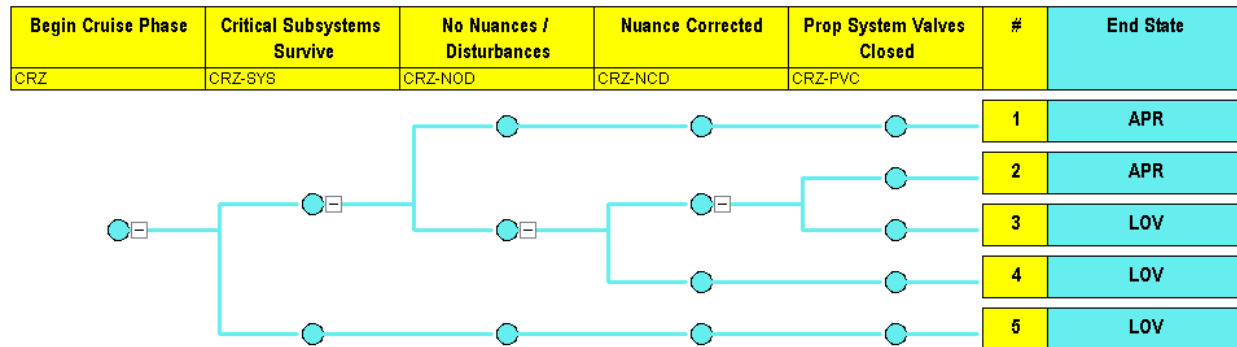 Begin Cruise Phase
Critical Subsystems
Survive
No Nuances /
Disturbances
Nuance Corrected
Prop System Valves
Closed
#
End State
CRZ
CRZ-SYS
CRZ-NOD
CRZ-NCD
CRZ-PVC
1 APR
2 APR
3 LOV
4 LOV
5 LOV